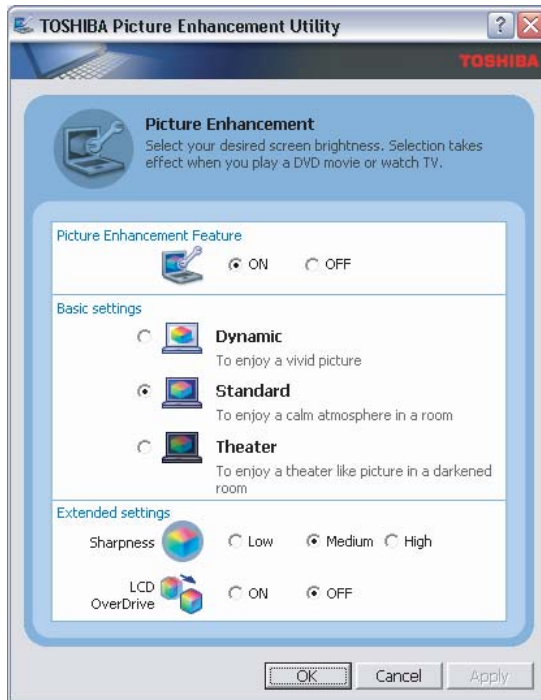 TOSHIBA Picture Enhancement Utility
TOSHIBA
Picture Enhancement
Select your desired screen brightness. Selection takes
effect when you play a DVD movie or watch TV.
Picture Enhancement Feature
ON OFF
Basic settings
Dynamic
To enjoy a vivid picture
Standard
To enjoy a calm atmosphere in a room
Theater
To enjoy a theater like picture in a darkened
room
Extended settings
Sharpness Low Medium High
LCD
OverDrive ON OFF
OK Cancel Apply